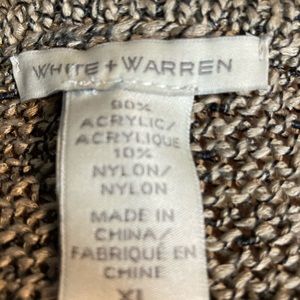 WHITE + WARREN
90%
ACRYLIC/
ACRYLIQUE
10%
NYLON/
NYLON
MADE IN
CHINA/
FABRIQUÉ EN
CHINE
XL